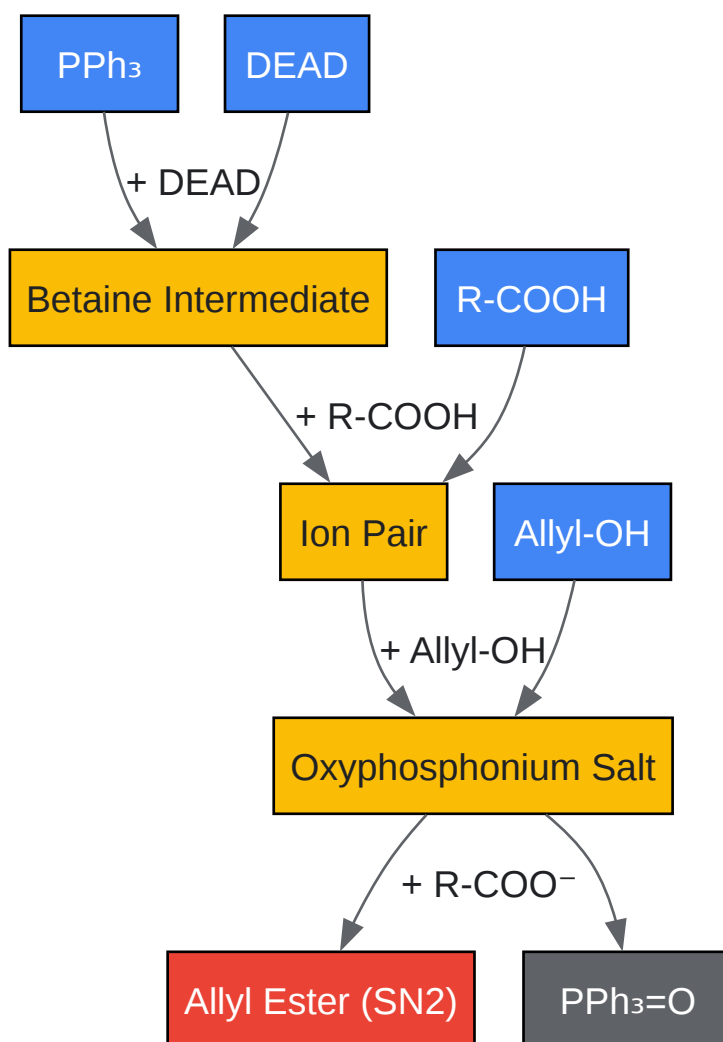 PPh₃
DEAD
+ DEAD
Betaine Intermediate
R-COOH
+ R-COOH
Ion Pair
Allyl-OH
+ Allyl-OH
Oxyphosphonium Salt
+ R-COO⁻
Allyl Ester (SN2)
PPh₃=O